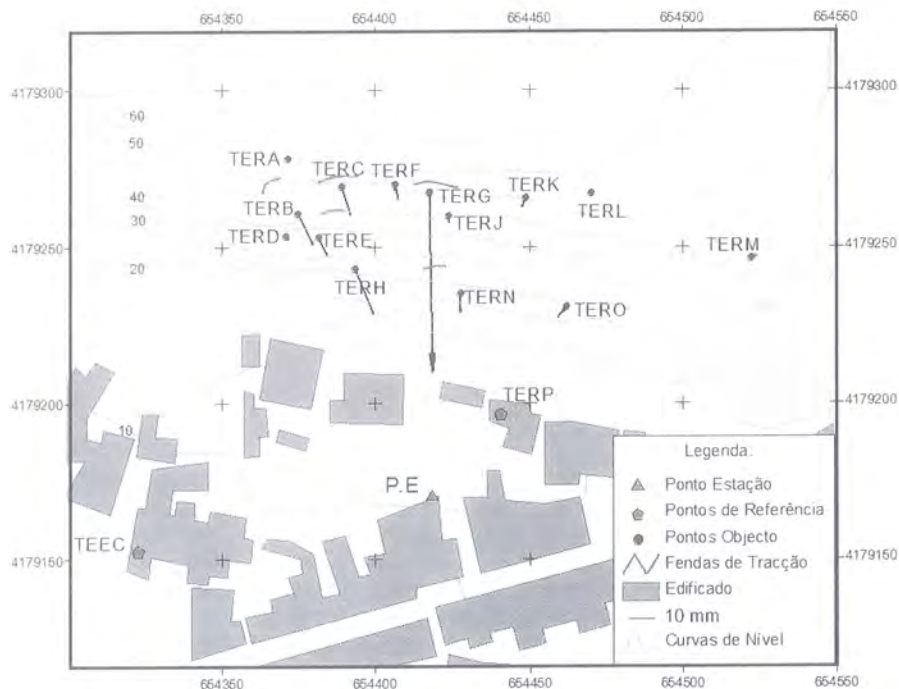 654350 654400 654450 654500 654550
654560
4179300
4179300
60
50
40
30
20
10
TERA
TERC
TERF
TERG
TERK
TERL
TERB
TERJ
TERD
TERE
TERM
4179250
4179250
TERH
TERN
TERO
TERP
4179200
4179200
P.E
TEEC
4179150
4179150
Legenda.
Ponto Estação
Pontos de Referência
Pontos Objecto
Fendas de Tracção
Edificado
10 mm
Curvas de Nível
654350 654400 654450 654500 654550